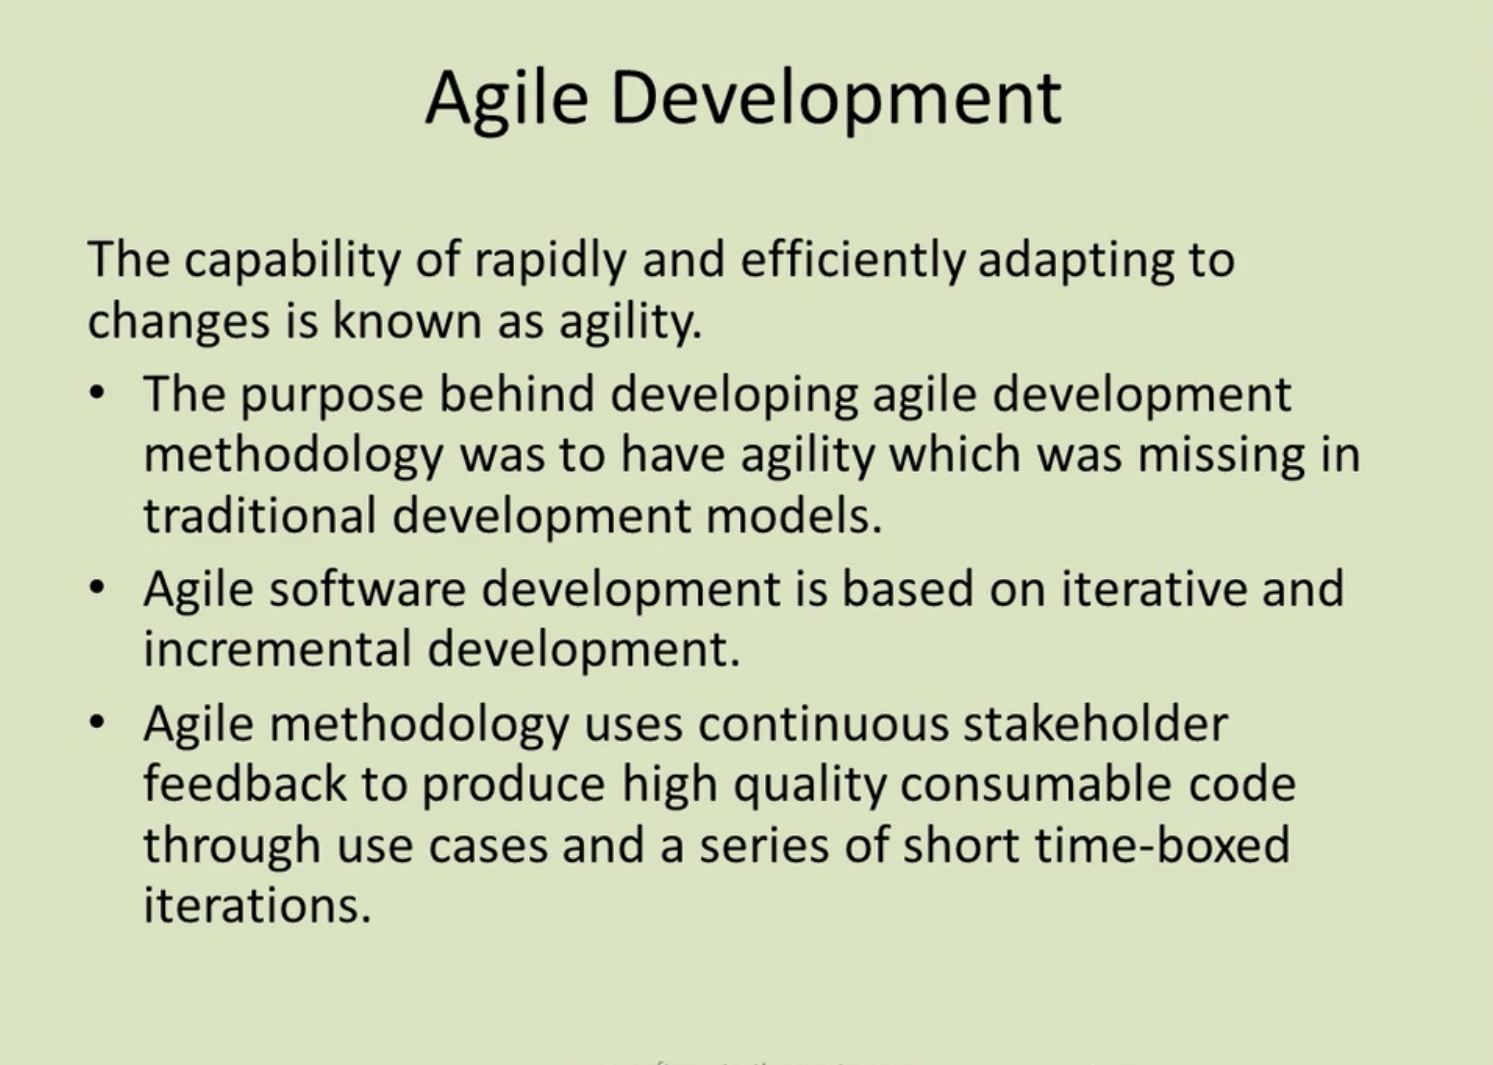 Agile Development
The capability of rapidly and efficiently adapting to
changes is known as agility.
• The purpose behind developing agile development
methodology was to have agility which was missing in
traditional development models.
• Agile software development is based on iterative and
incremental development.
• Agile methodology uses continuous stakeholder
feedback to produce high quality consumable code
through use cases and a series of short time-boxed
iterations.